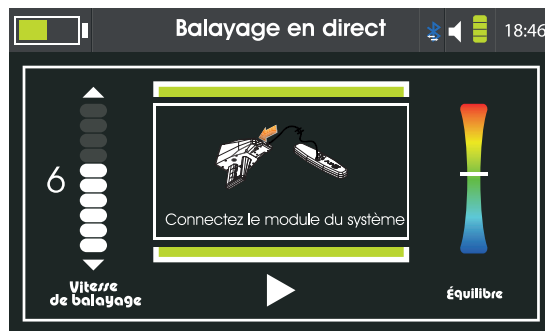 Balayage en direct
18:46
6
Connectez le module du système
Vitesse
de balayage
Équilibre